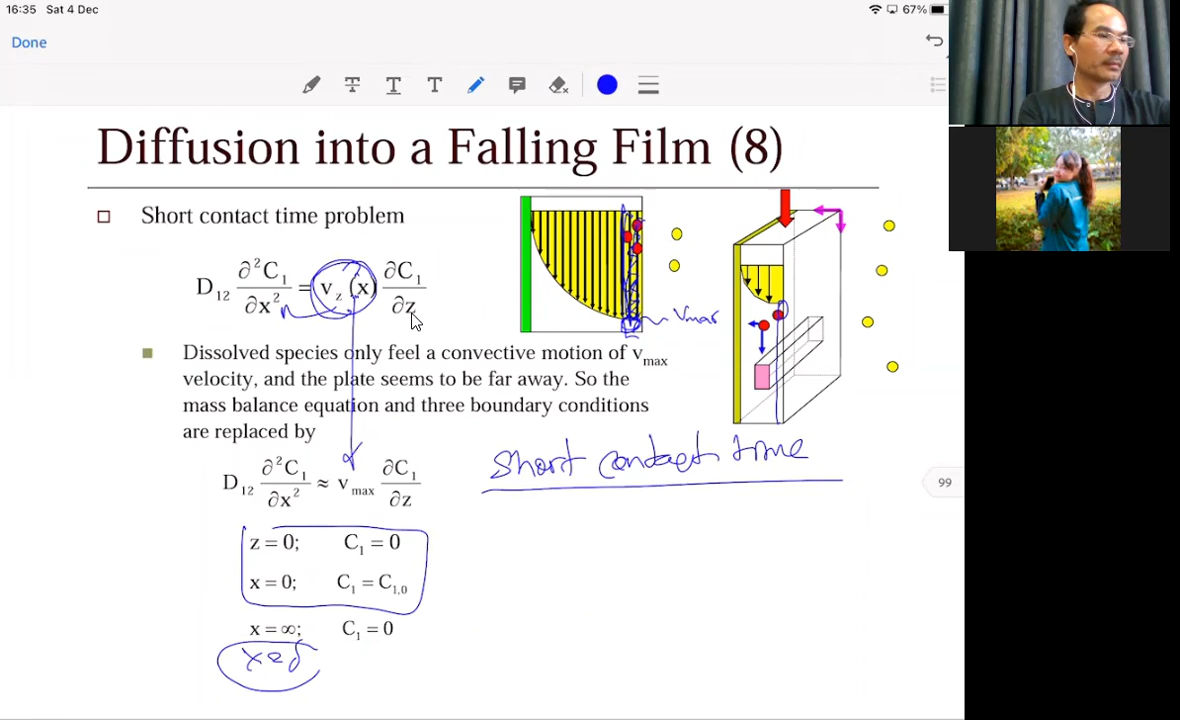 16:35 Sat 4 Dec
67%
Done
T T T
Diffusion into a Falling Film (8)
Short contact time problem
D₁₂ ∂²C₁/∂x² = v_z(x) ∂C₁/∂z
vmax
Dissolved species only feel a convective motion of v_max
velocity, and the plate seems to be far away. So the
mass balance equation and three boundary conditions
are replaced by
short contact time
D₁₂ ∂²C₁/∂x² ≈ v_max ∂C₁/∂z
99
z = 0; C₁ = 0
x = 0; C₁ = C₁,₀
x = ∞; C₁ = 0
x=δ